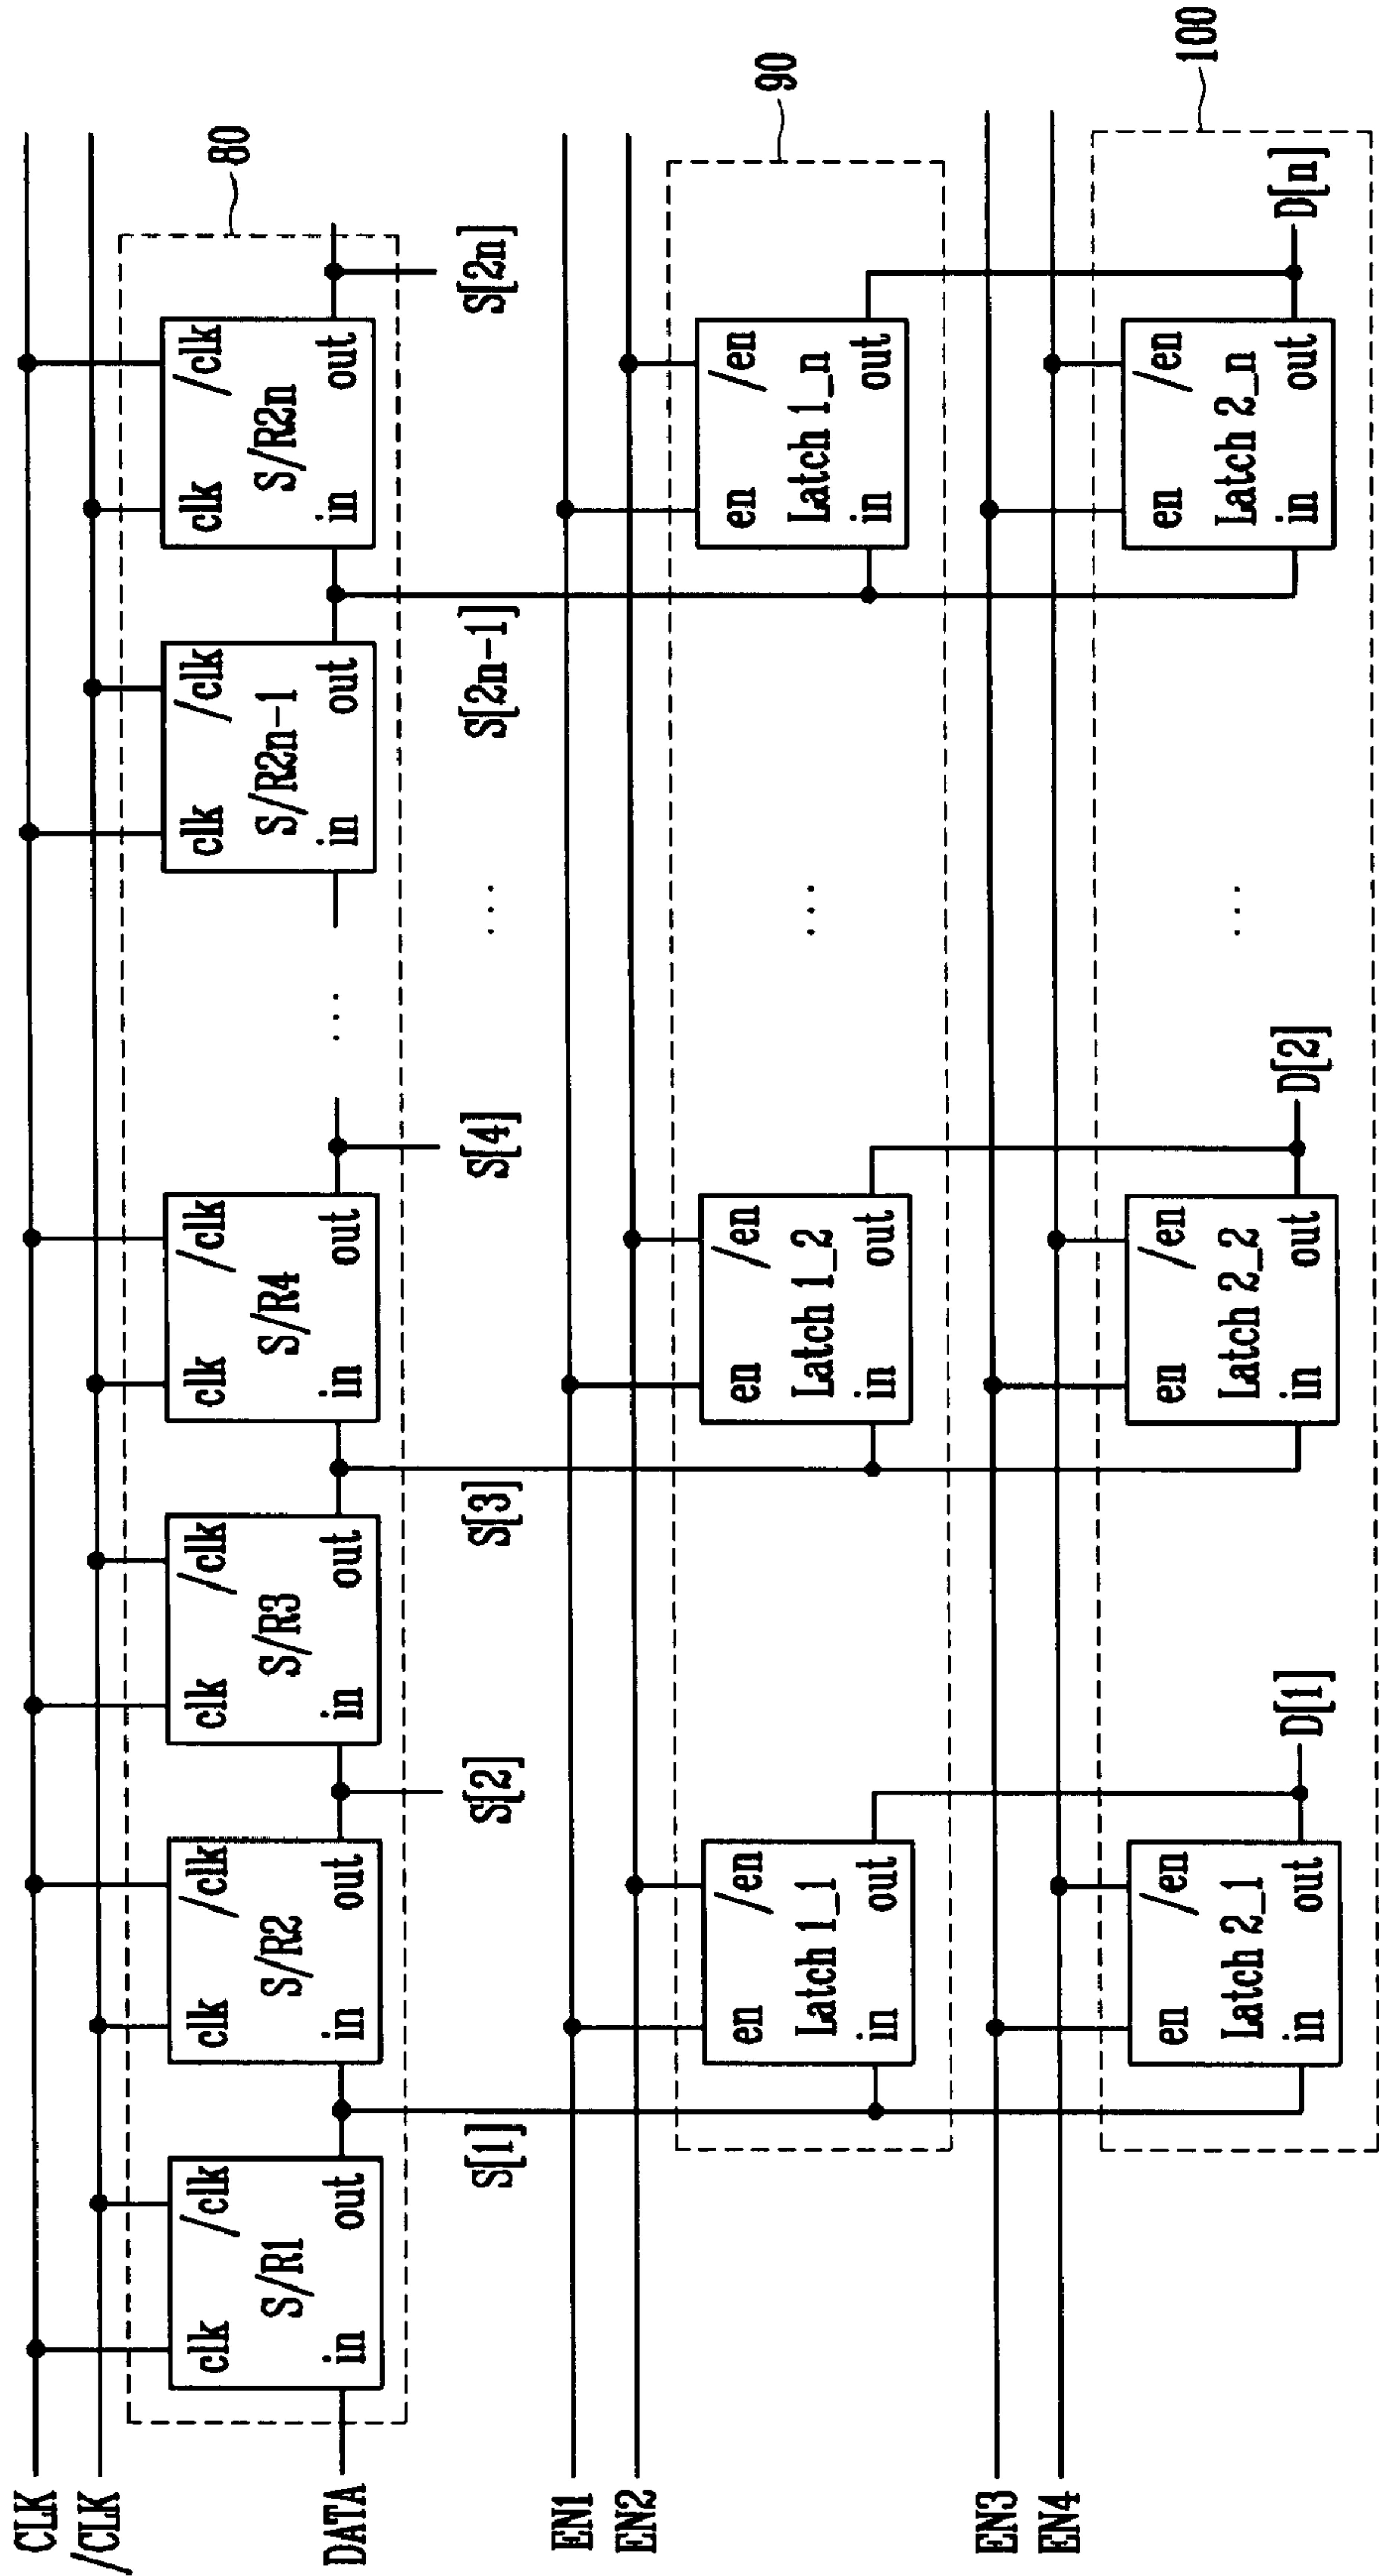 CLK
/CLK
80
clk /clk
S/R1
in out
clk /clk
S/R2
in out
clk /clk
S/R3
in out
clk /clk
S/R4
in out
...
clk /clk
S/R2n-1
in out
clk /clk
S/R2n
in out
DATA
S[1]
S[2]
S[3]
S[4]
...
S[2n-1]
S[2n]
EN1
EN2
90
en /en
Latch 1_1
in out
en /en
Latch 1_2
in out
...
en /en
Latch 1_n
in out
EN3
EN4
100
en /en
Latch 2_1
in out
D[1]
en /en
Latch 2_2
in out
D[2]
...
en /en
Latch 2_n
in out
D[n]